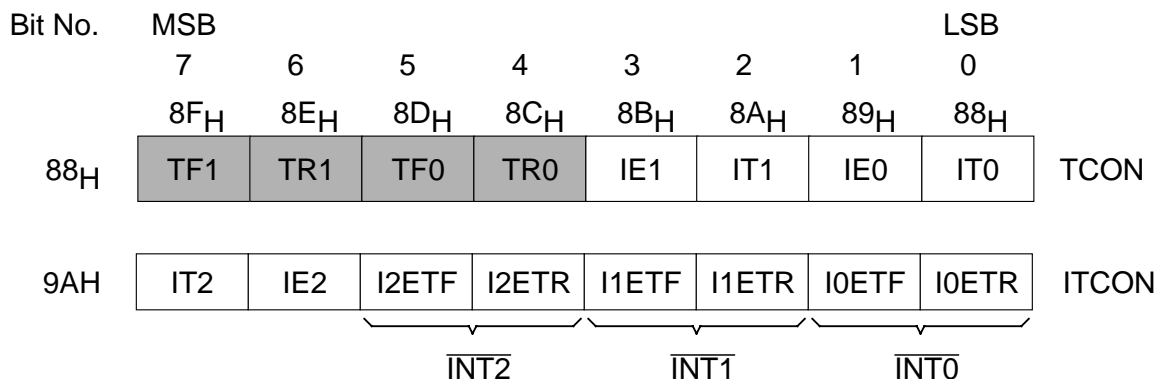 Bit No. MSB LSB
7 6 5 4 3 2 1 0
8FH 8EH 8DH 8CH 8BH 8AH 89H 88H
88H TF1 TR1 TF0 TR0 IE1 IT1 IE0 IT0 TCON
9AH IT2 IE2 I2ETF I2ETR I1ETF I1ETR I0ETF I0ETR ITCON
INT2 INT1 INT0